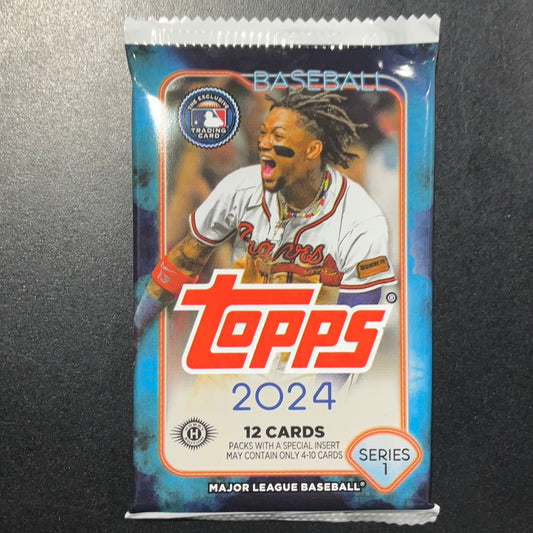 BASEBALL
THE EXCLUSIVE
TRADING CARD
Braves
13
TOPPS®
2024
H
12 CARDS
PACKS WITH A SPECIAL INSERT
MAY CONTAIN ONLY 4-10 CARDS
SERIES
1
MAJOR LEAGUE BASEBALL®